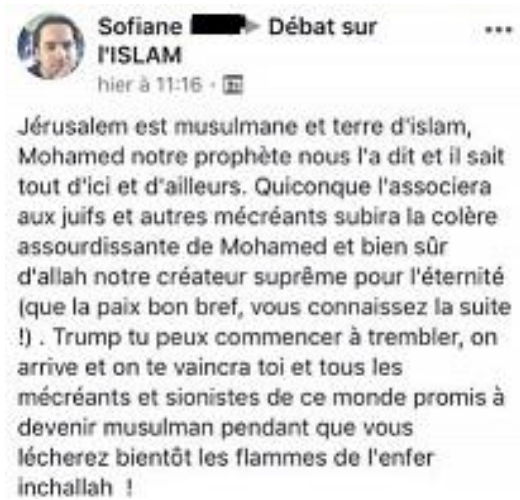 Sofiane ▸ Débat sur
l'ISLAM
hier à 11:16 ·
Jérusalem est musulmane et terre d'islam,
Mohamed notre prophète nous l'a dit et il sait
tout d'ici et d'ailleurs. Quiconque l'associera
aux juifs et autres mécréants subira la colère
assourdissante de Mohamed et bien sûr
d'allah notre créateur suprême pour l'éternité
(que la paix bon bref, vous connaissez la suite
!) . Trump tu peux commencer à trembler, on
arrive et on te vaincra toi et tous les
mécréants et sionistes de ce monde promis à
devenir musulman pendant que vous
lécherez bientôt les flammes de l'enfer
inchallah !